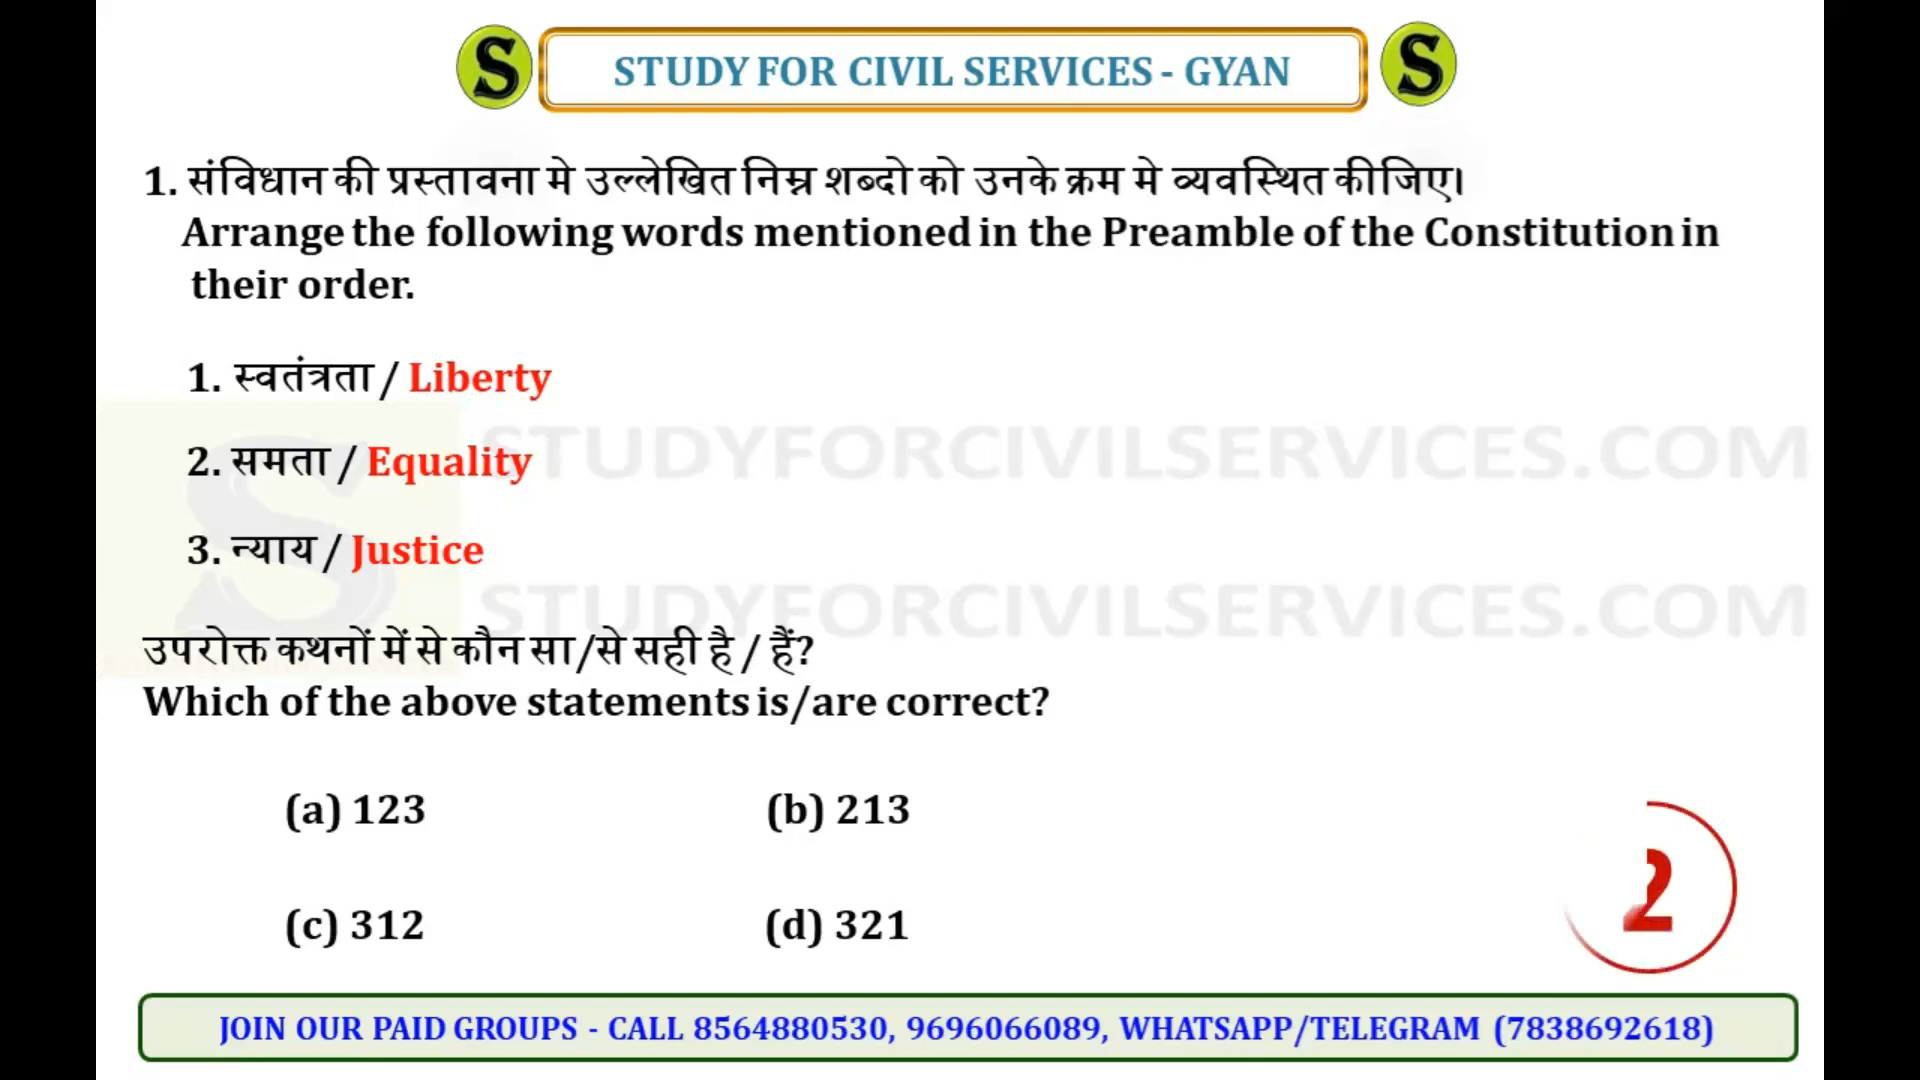 S STUDY FOR CIVIL SERVICES - GYAN S
1. संविधान की प्रस्तावना मे उल्लेखित निम्न शब्दो को उनके क्रम मे व्यवस्थित कीजिए।
Arrange the following words mentioned in the Preamble of the Constitution in
their order.
1. स्वतंत्रता / Liberty
2. समता / Equality
STUDYFORCIVILSERVICES.COM
3. न्याय / Justice
STUDYFORCIVILSERVICES.COM
उपरोक्त कथनों में से कौन सा/से सही है / हैं?
Which of the above statements is/are correct?
(a) 123 (b) 213
(c) 312 (d) 321
2
JOIN OUR PAID GROUPS - CALL 8564880530, 9696066089, WHATSAPP/TELEGRAM (7838692618)